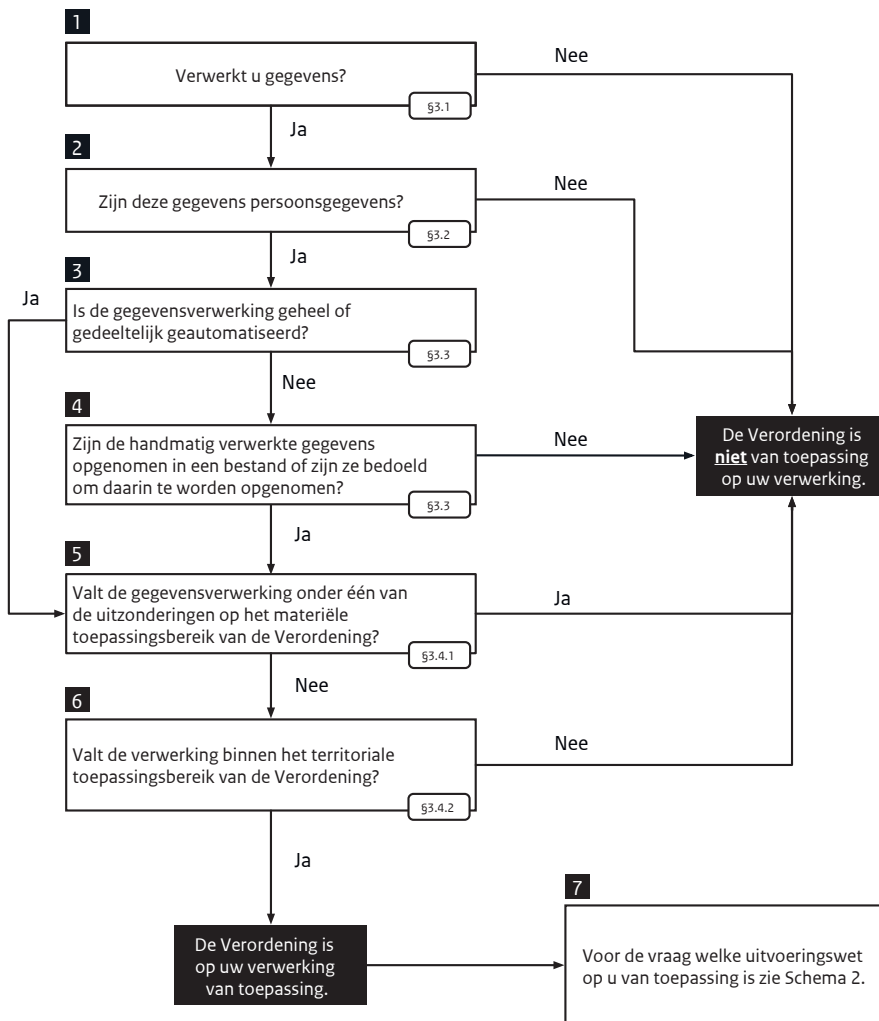 1
Verwerkt u gegevens?
§3.1
Nee
Ja
2
Zijn deze gegevens persoonsgegevens?
§3.2
Nee
Ja
3
Is de gegevensverwerking geheel of
gedeeltelijk geautomatiseerd?
§3.3
Ja
Nee
4
Zijn de handmatig verwerkte gegevens
opgenomen in een bestand of zijn ze bedoeld
om daarin te worden opgenomen?
§3.3
Nee
De Verordening is
niet van toepassing
op uw verwerking.
Ja
5
Valt de gegevensverwerking onder één van
de uitzonderingen op het materiële
toepassingsbereik van de Verordening?
§3.4.1
Ja
Nee
6
Valt de verwerking binnen het territoriale
toepassingsbereik van de Verordening?
§3.4.2
Nee
Ja
De Verordening is
op uw verwerking
van toepassing.
7
Voor de vraag welke uitvoeringswet
op u van toepassing is zie Schema 2.